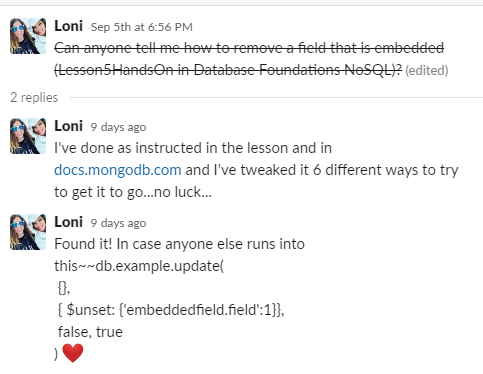 Loni Sep 5th at 6:56 PM
Can anyone tell me how to remove a field that is embedded
(Lesson5HandsOn in Database Foundations NoSQL)? (edited)
2 replies
Loni 9 days ago
I've done as instructed in the lesson and in
docs.mongodb.com and I've tweaked it 6 different ways to try
to get it to go...no luck...
Loni 9 days ago
Found it! In case anyone else runs into
this~~db.example.update(
{},
{ $unset: {'embeddedfield.field':1}},
false, true
) ❤️